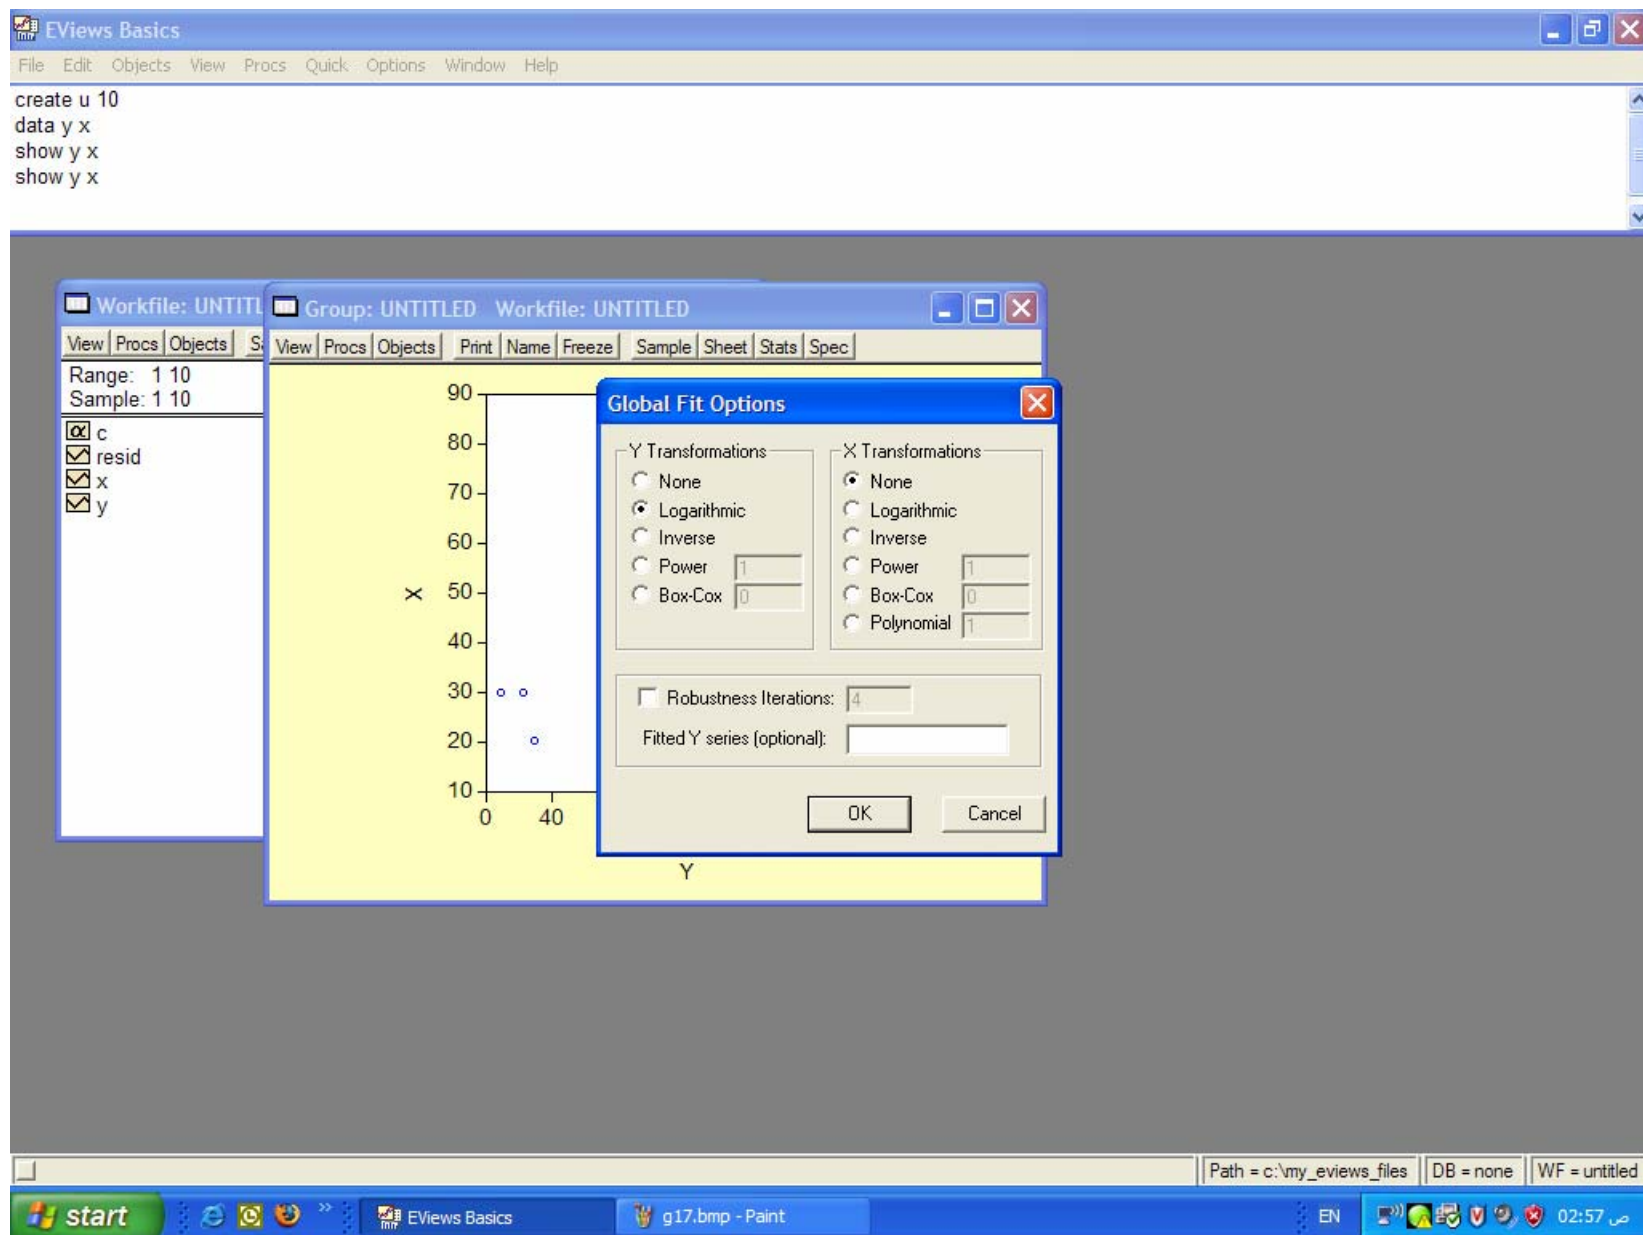 EViews Basics
File Edit Objects View Procs Quick Options Window Help
create u 10
data y x
show y x
show y x
Workfile: UNTITL
View Procs Objects
Range: 1 10
Sample: 1 10
c
resid
x
y
Group: UNTITLED Workfile: UNTITLED
View Procs Objects Print Name Freeze Sample Sheet Stats Spec
90
80
70
60
50
40
30
20
10
X
0 40
Y
Global Fit Options
Y Transformations
None
Logarithmic
Inverse
Power 1
Box-Cox 0
X Transformations
None
Logarithmic
Inverse
Power 1
Box-Cox 0
Polynomial 1
Robustness Iterations: 4
Fitted Y series (optional):
OK Cancel
Path = c:\my_eviews_files DB = none WF = untitled
start EViews Basics g17.bmp - Paint EN 02:57 ص